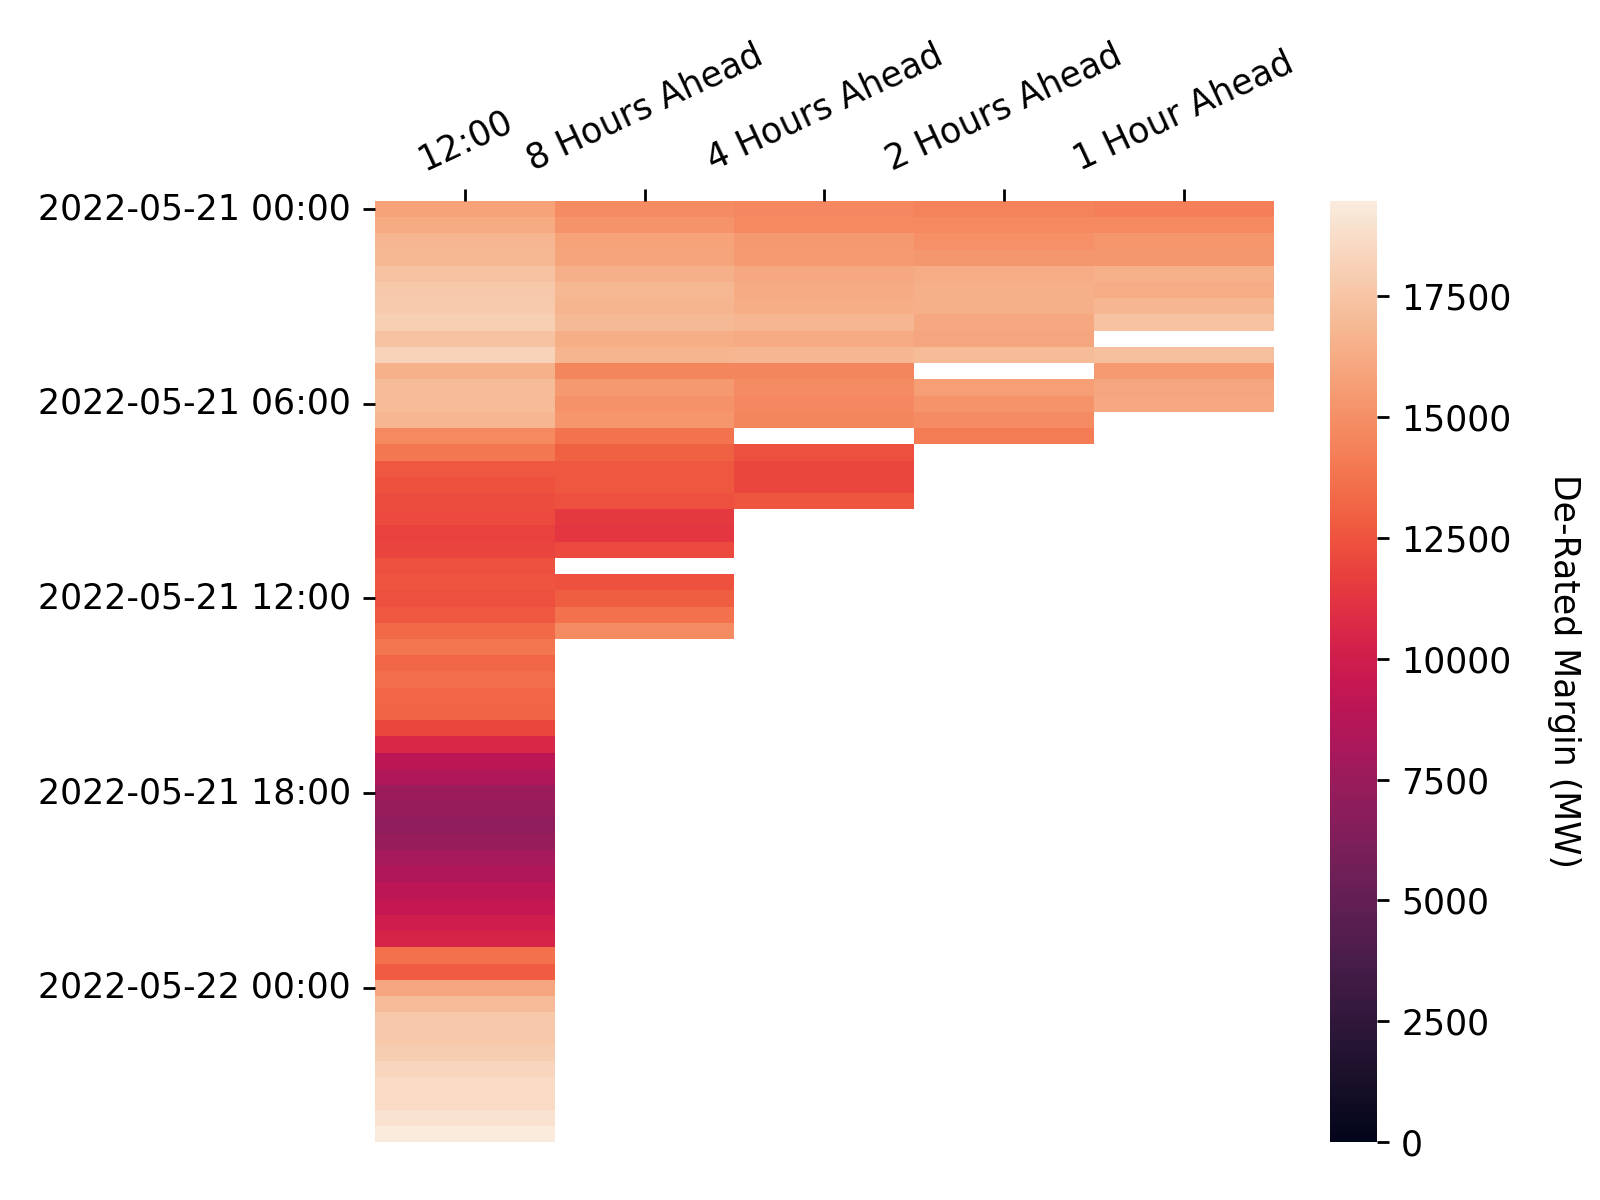 12:00
8 Hours Ahead
4 Hours Ahead
2 Hours Ahead
1 Hour Ahead
2022-05-21 00:00
2022-05-21 06:00
2022-05-21 12:00
2022-05-21 18:00
2022-05-22 00:00
17500
15000
12500
10000
7500
5000
2500
0
De-Rated Margin (MW)